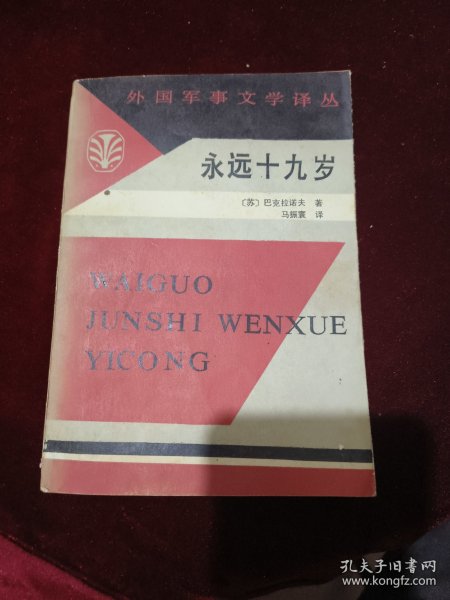 外国军事文学译丛
永远十九岁
〔苏〕巴克拉诺夫 著
马振寰 译
WAIGUO
JUNSHI WENXUE
YICONG
孔夫子旧书网
www.kongfz.com